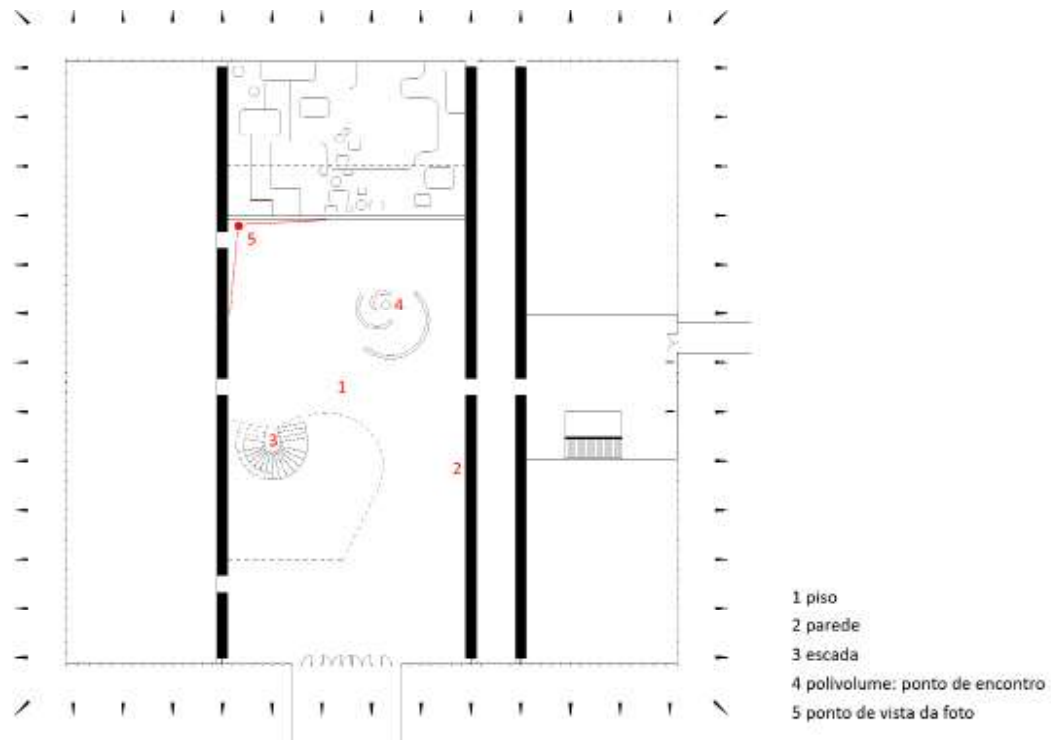 5
4
1
3
2
1 piso
2 parede
3 escada
4 polivolume: ponto de encontro
5 ponto de vista da foto